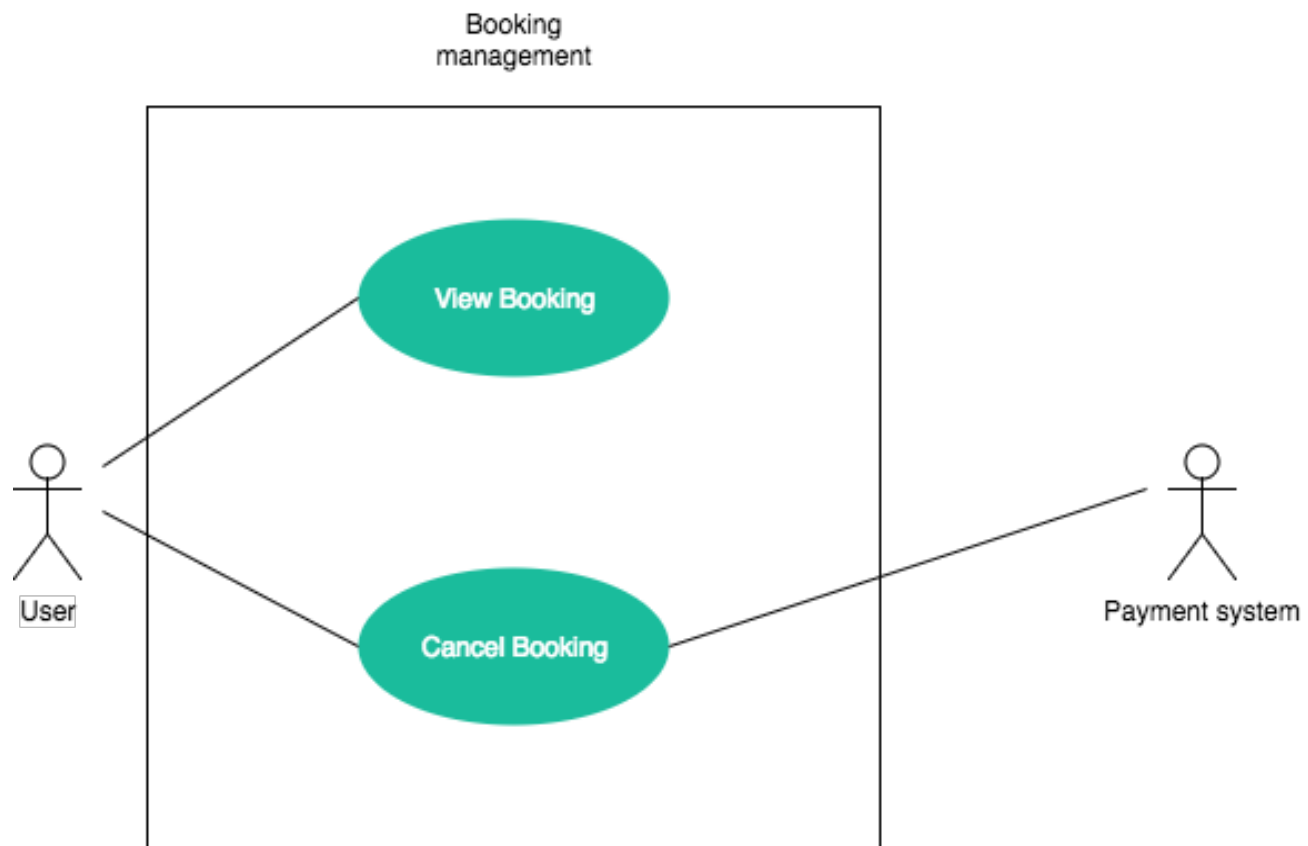 Booking
management
View Booking
User
Cancel Booking
Payment system